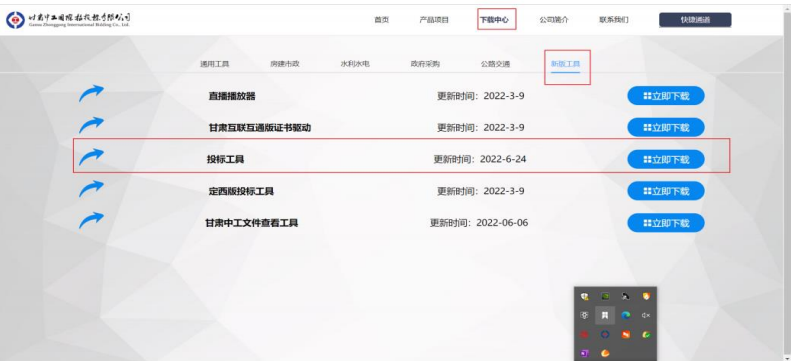 首页 产品项目 下载中心 公司简介 联系我们 快捷通道
通用工具 房建市政 水利水电 政府采购 公路交通 新版工具
直播播放器 更新时间：2022-3-9 立即下载
甘肃互联互通版证书驱动 更新时间：2022-3-9 立即下载
投标工具 更新时间：2022-6-24 立即下载
定西版投标工具 更新时间：2022-3-9 立即下载
甘肃中工文件查看工具 更新时间：2022-06-06 立即下载